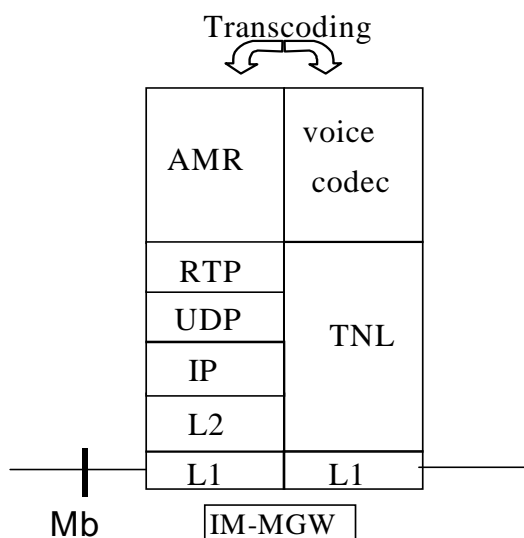 Transcoding
AMR
voice
codec
RTP
UDP
TNL
IP
L2
L1
L1
Mb
IM-MGW